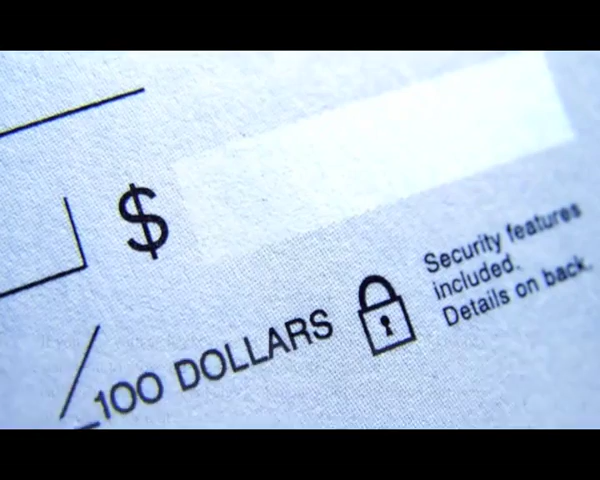 $
/100 DOLLARS
Security features
included.
Details on back.